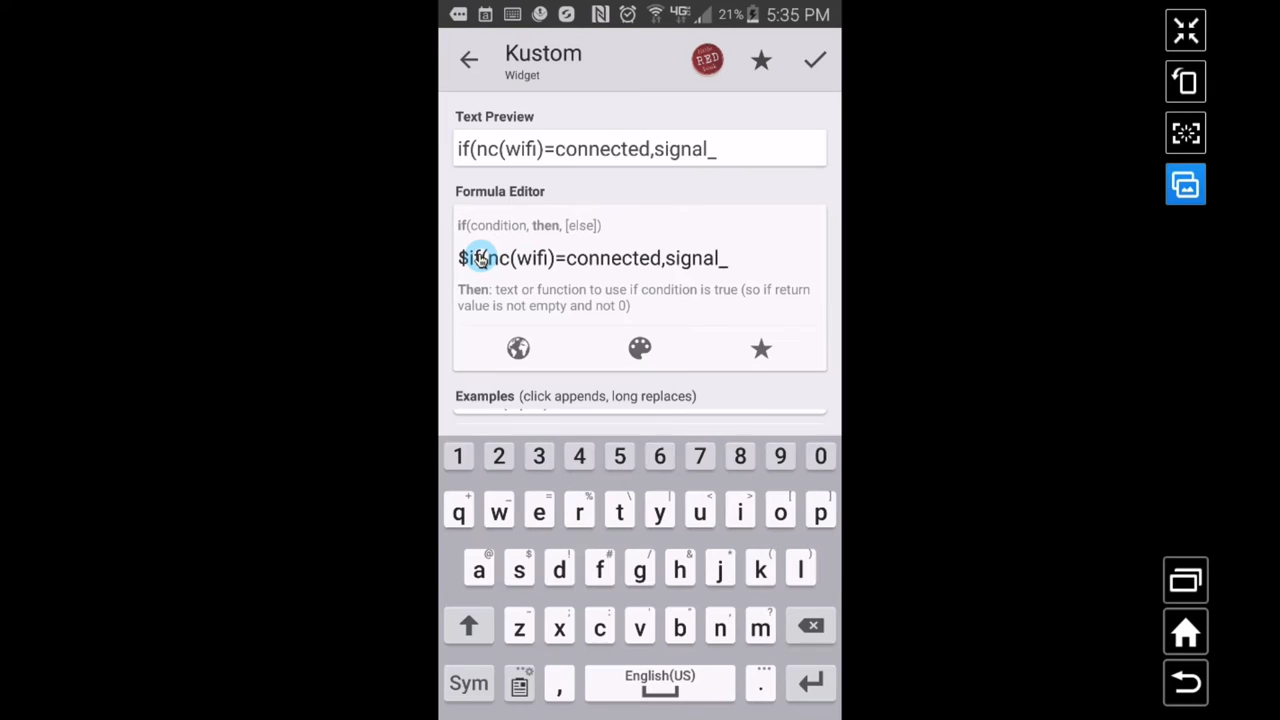 4G 21% 5:35 PM
Kustom
Widget
RED
Text Preview
if(nc(wifi)=connected,signal_
Formula Editor
if(condition, then, [else])
$if(nc(wifi)=connected,signal_
Then: text or function to use if condition is true (so if return
value is not empty and not 0)
Examples (click appends, long replaces)
1 2 3 4 5 6 7 8 9 0
+ _ = % \ | < > [ ]
q w e r t y u i o p
@ $ ! # / & * ( )
a s d f g h j k l
- ; : ' " , ?
z x c v b n m
Sym , English(US) .